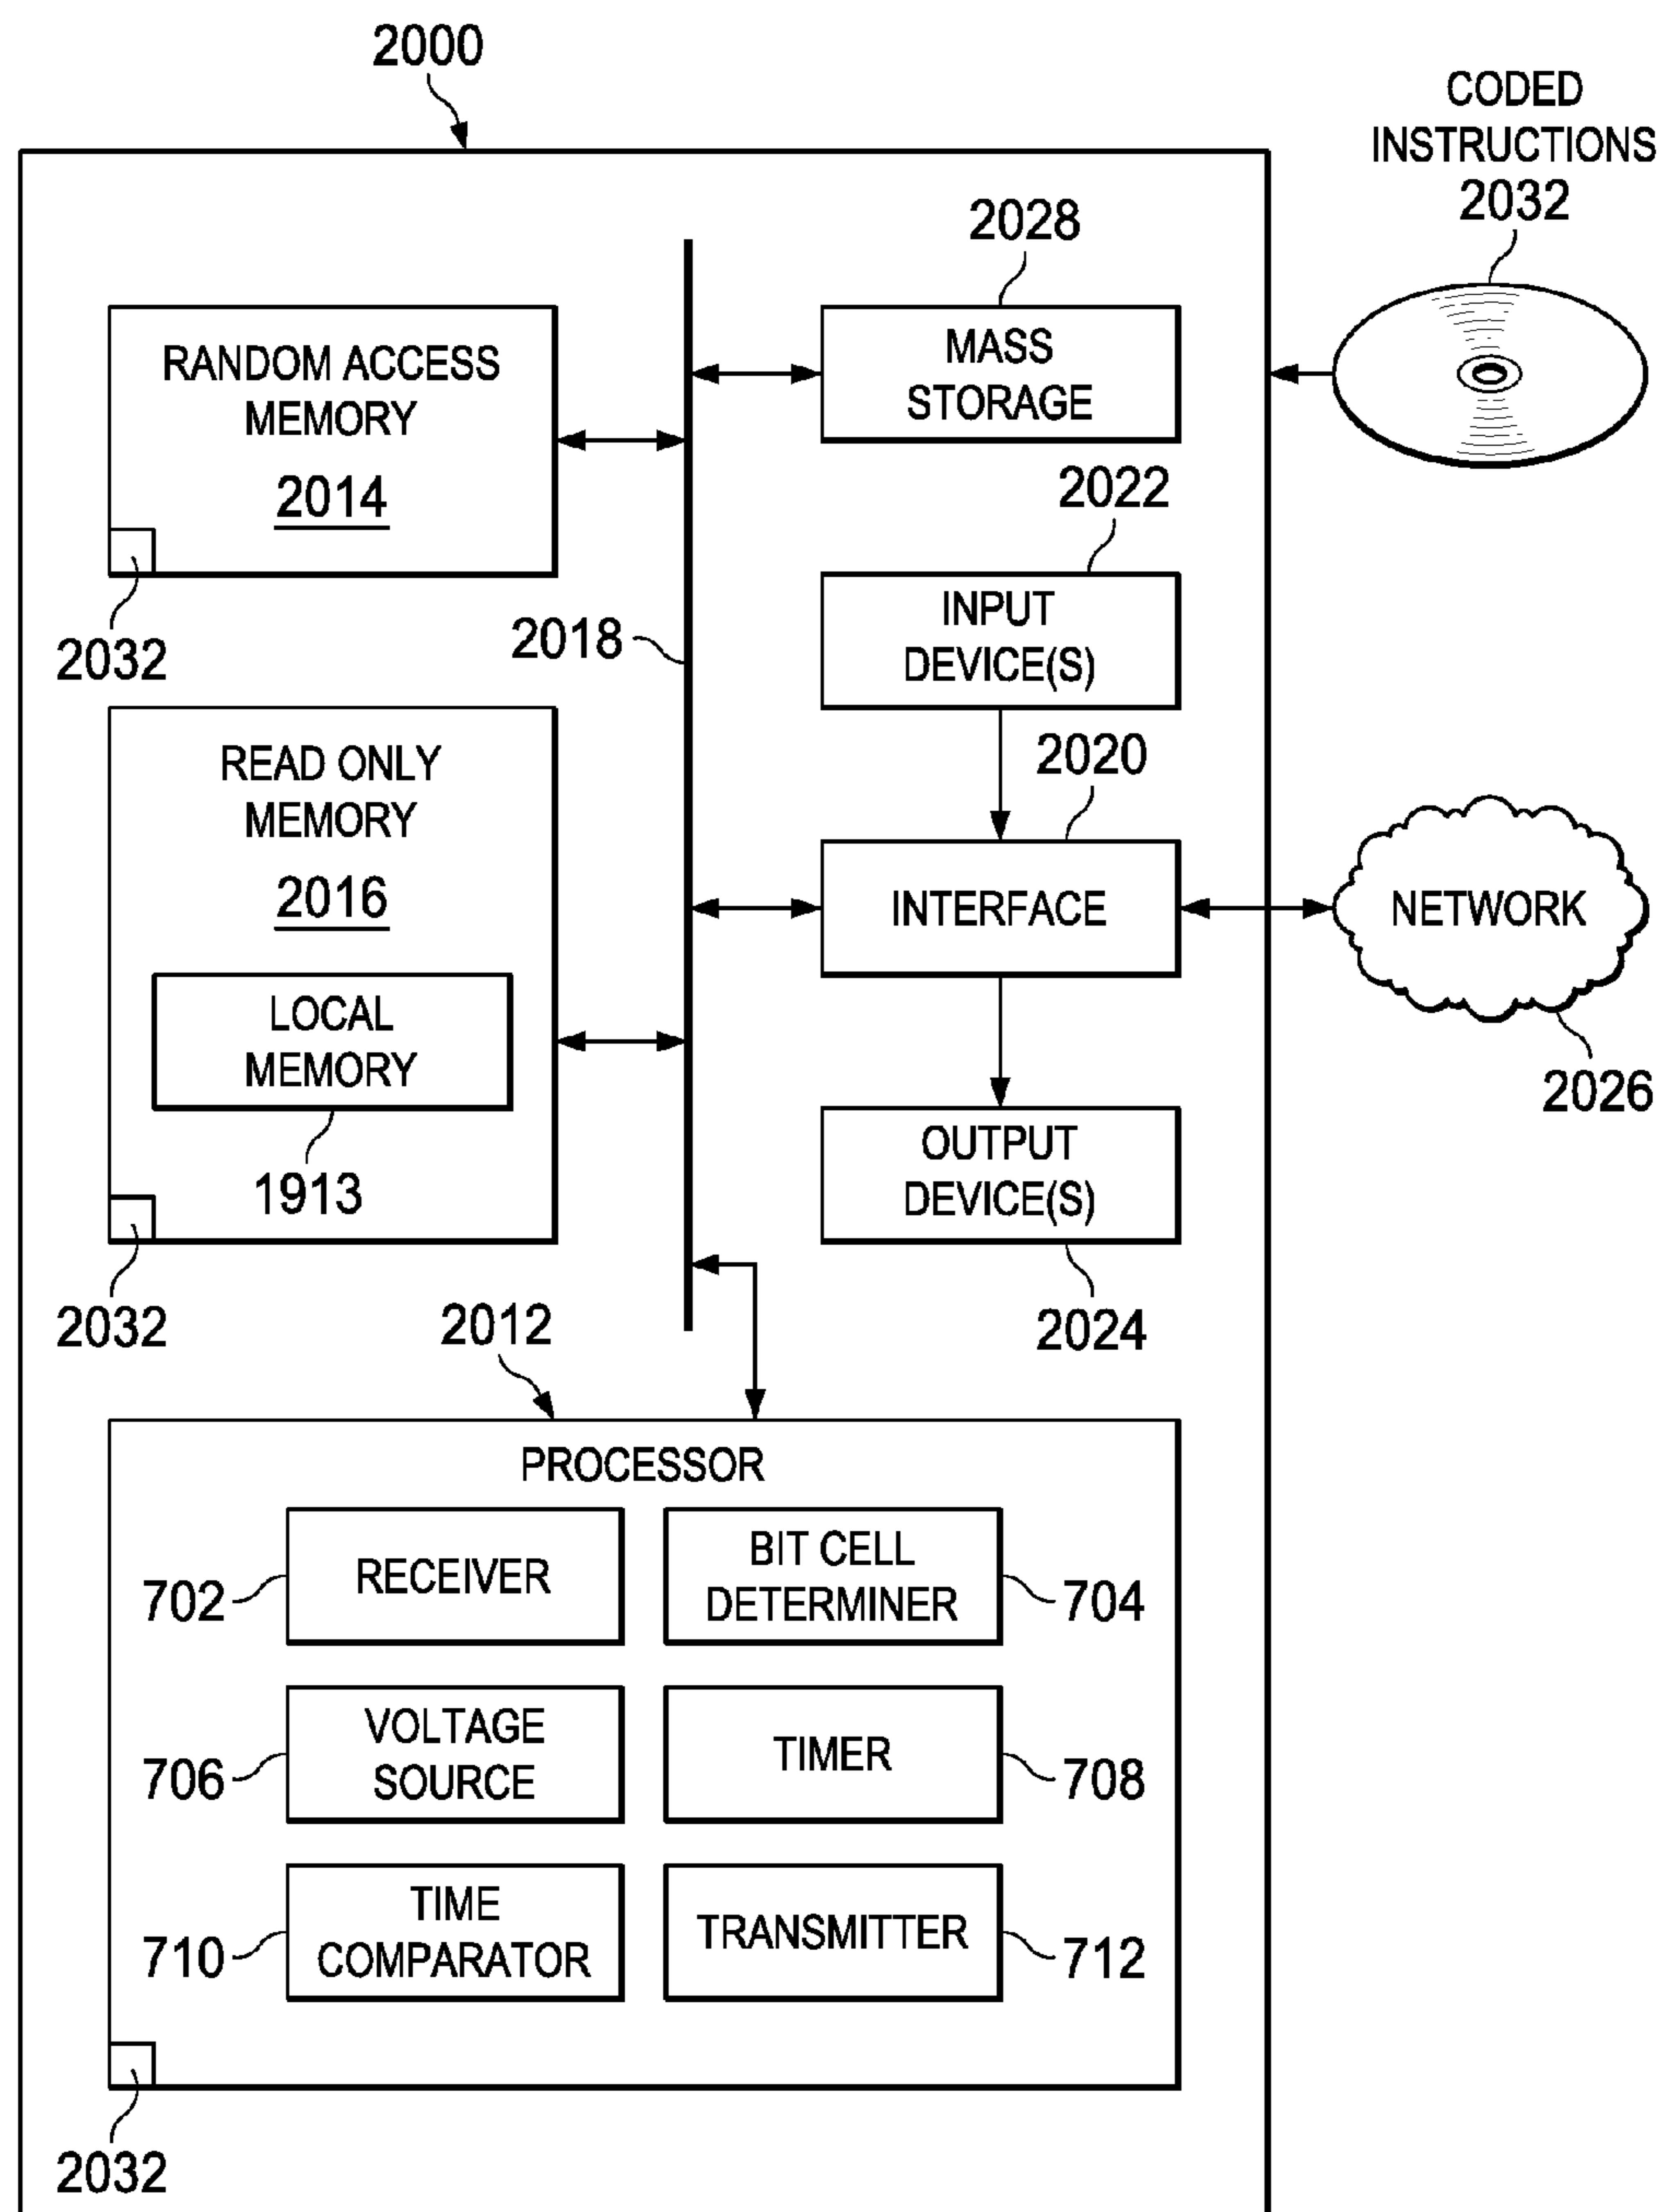 2000
CODED
INSTRUCTIONS
2032
2028
RANDOM ACCESS
MEMORY
2014
MASS
STORAGE
2022
2032
2018
INPUT
DEVICE(S)
2020
READ ONLY
MEMORY
2016
INTERFACE
NETWORK
LOCAL
MEMORY
2026
1913
OUTPUT
DEVICE(S)
2032
2012
2024
PROCESSOR
702
RECEIVER
BIT CELL
DETERMINER
704
706
VOLTAGE
SOURCE
TIMER
708
710
TIME
COMPARATOR
TRANSMITTER
712
2032